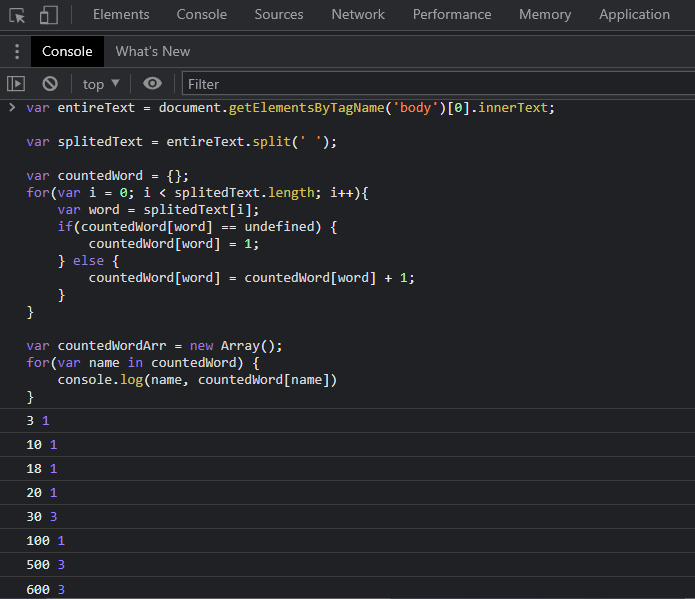 Elements Console Sources Network Performance Memory Application
Console What's New
top Filter
var entireText = document.getElementsByTagName('body')[0].innerText;
var splitedText = entireText.split(' ');
var countedWord = {};
for(var i = 0; i < splitedText.length; i++){
    var word = splitedText[i];
    if(countedWord[word] == undefined) {
        countedWord[word] = 1;
    } else {
        countedWord[word] = countedWord[word] + 1;
    }
}
var countedWordArr = new Array();
for(var name in countedWord) {
    console.log(name, countedWord[name])
}
3 1
10 1
18 1
20 1
30 3
100 1
500 3
600 3